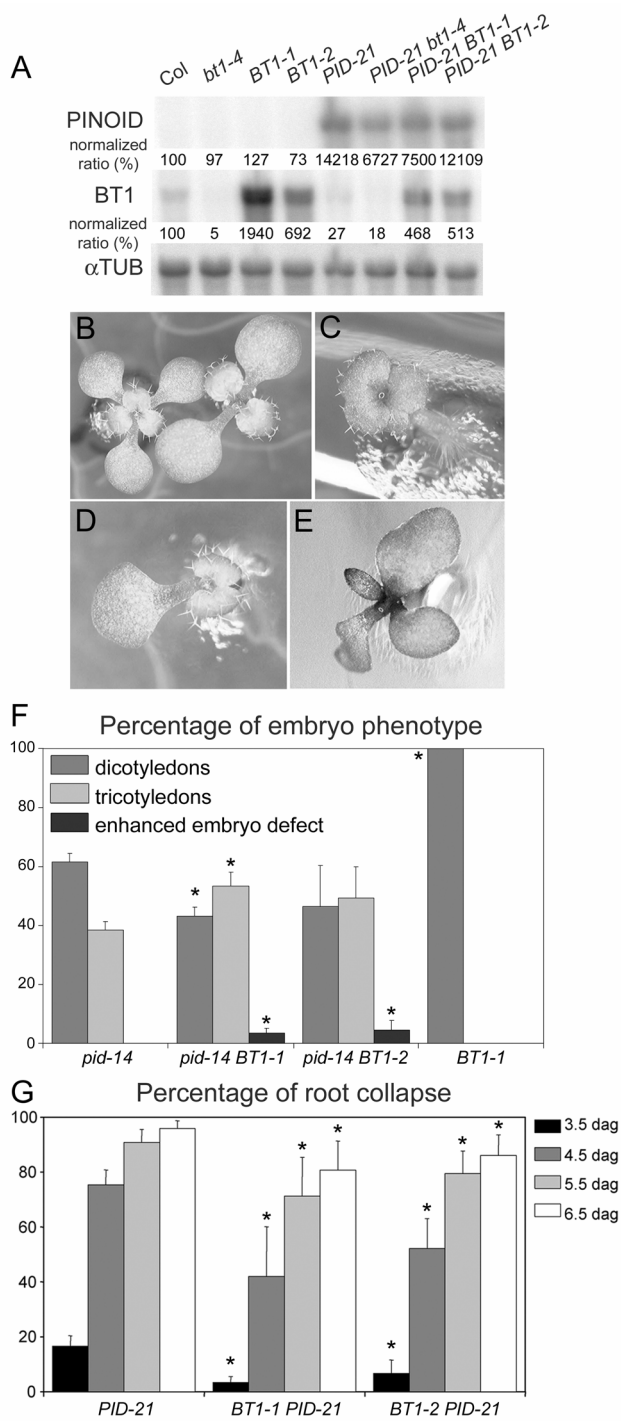 A
Col bt1-4 BT1-1 BT1-2 PID-21 PID-21 bt1-4 PID-21 BT1-1 PID-21 BT1-2
PINOID
normalized
ratio (%) 100 97 127 73 14218 6727 7500 12109
BT1
normalized
ratio (%) 100 5 1940 692 27 18 468 513
αTUB
B
C
D
E
F
Percentage of embryo phenotype
100
80
60
40
20
0
dicotyledons
tricotyledons
enhanced embryo defect
* * * * *
pid-14 pid-14 BT1-1 pid-14 BT1-2 BT1-1
G
Percentage of root collapse
100
80
60
40
20
0
3.5 dag
4.5 dag
5.5 dag
6.5 dag
* * * * * * * *
PID-21 BT1-1 PID-21 BT1-2 PID-21